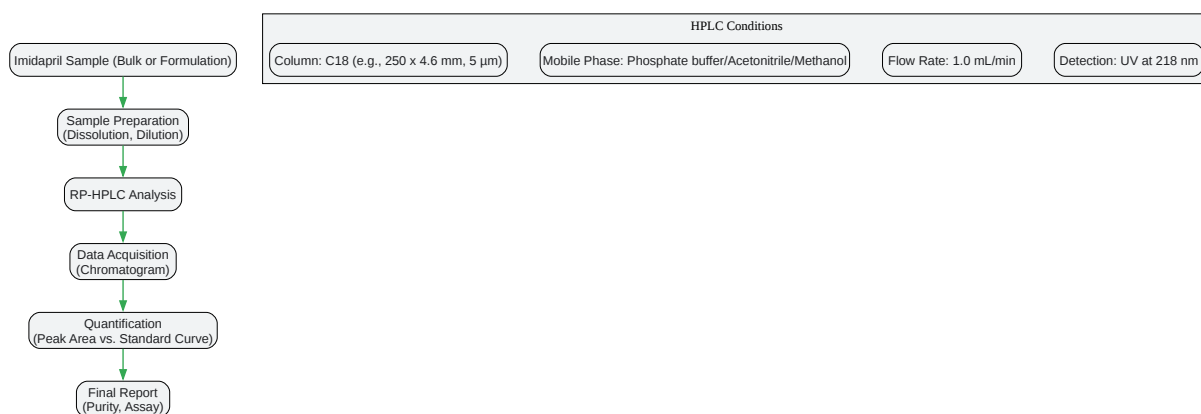 HPLC Conditions
Imidapril Sample (Bulk or Formulation)
Column: C18 (e.g., 250 x 4.6 mm, 5 µm)
Mobile Phase: Phosphate buffer/Acetonitrile/Methanol
Flow Rate: 1.0 mL/min
Detection: UV at 218 nm
Sample Preparation
(Dissolution, Dilution)
RP-HPLC Analysis
Data Acquisition
(Chromatogram)
Quantification
(Peak Area vs. Standard Curve)
Final Report
(Purity, Assay)